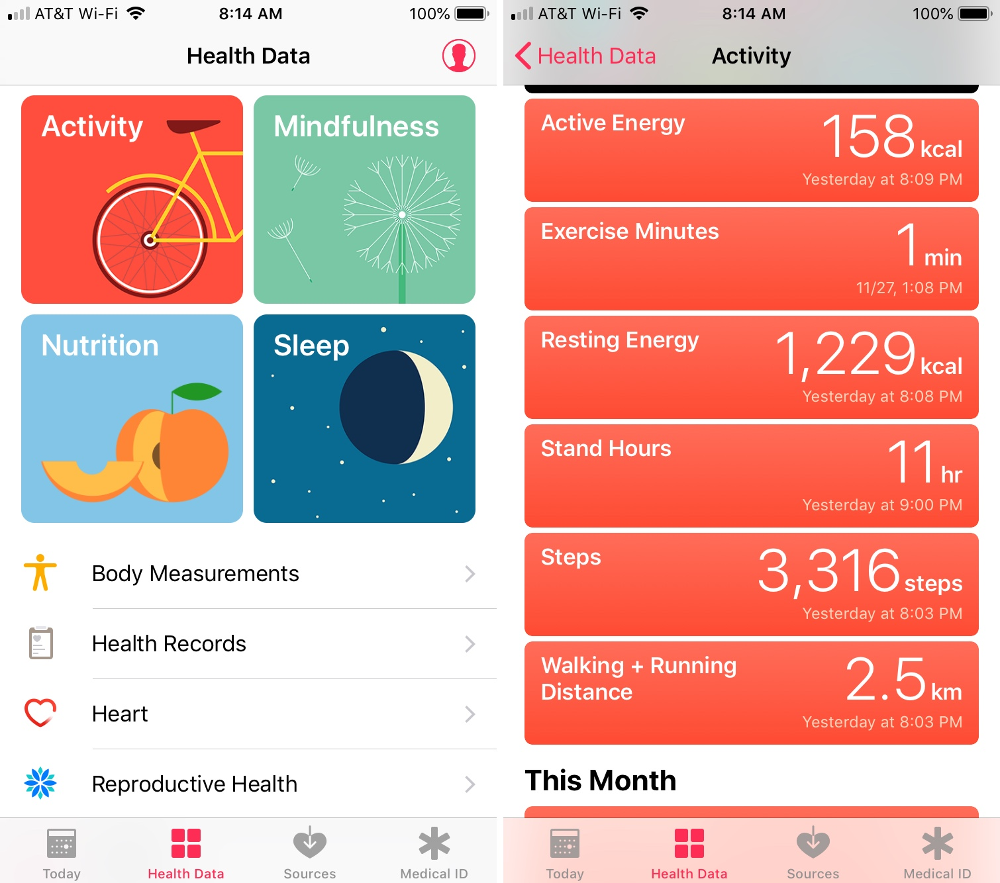 AT&T Wi-Fi 8:14 AM 100%
Health Data
Activity
Mindfulness
Nutrition
Sleep
Body Measurements
Health Records
Heart
Reproductive Health
Today Health Data Sources Medical ID
AT&T Wi-Fi 8:14 AM 100%
Health Data Activity
Active Energy 158 kcal
Yesterday at 8:09 PM
Exercise Minutes 1 min
11/27, 1:08 PM
Resting Energy 1,229 kcal
Yesterday at 8:08 PM
Stand Hours 11 hr
Yesterday at 9:00 PM
Steps 3,316 steps
Yesterday at 8:03 PM
Walking + Running
Distance 2.5 km
Yesterday at 8:03 PM
This Month
Today Health Data Sources Medical ID